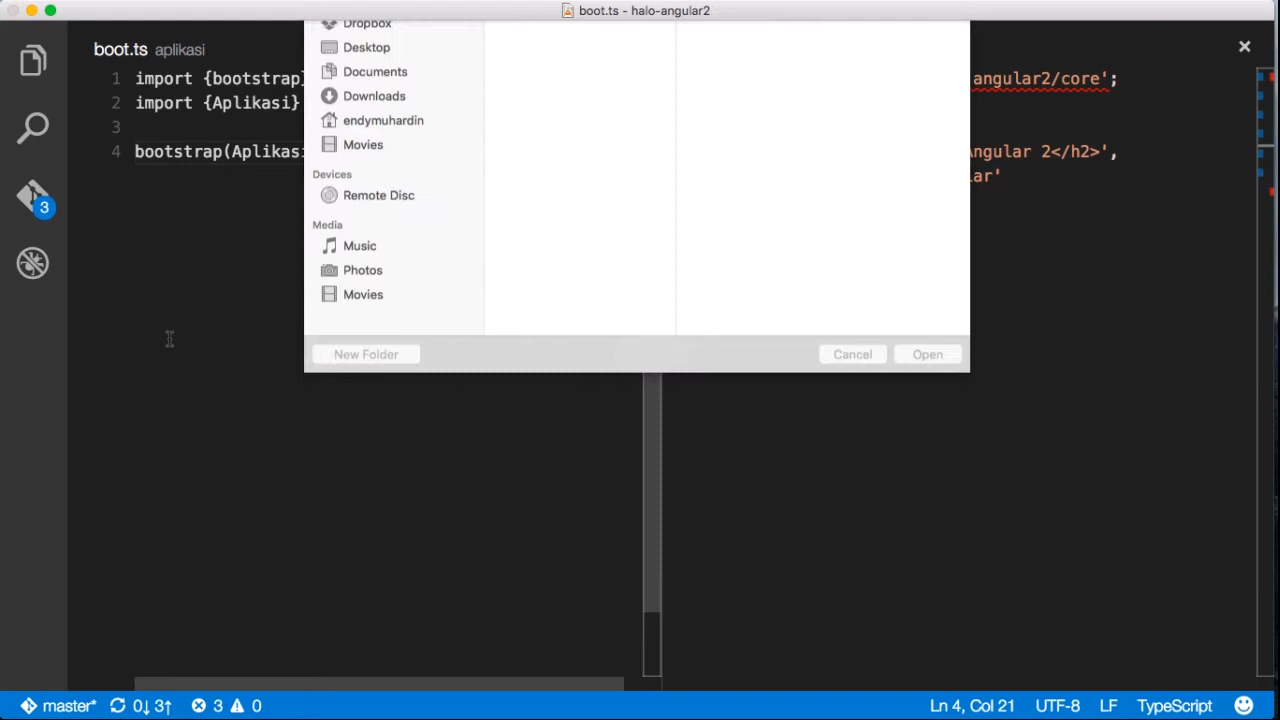 boot.ts - halo-angular2
boot.ts aplikasi
1 import {bootstrap}
2 import {Aplikasi}
3
4 bootstrap(Aplikasi
Dropbox
Desktop
Documents
Downloads
endymuhardin
Movies
Devices
Remote Disc
Media
Music
Photos
Movies
New Folder
Cancel
Open
angular2/core';
Angular 2</h2>',
lar'
master* 0↓ 3↑ 3 0
Ln 4, Col 21 UTF-8 LF TypeScript
3